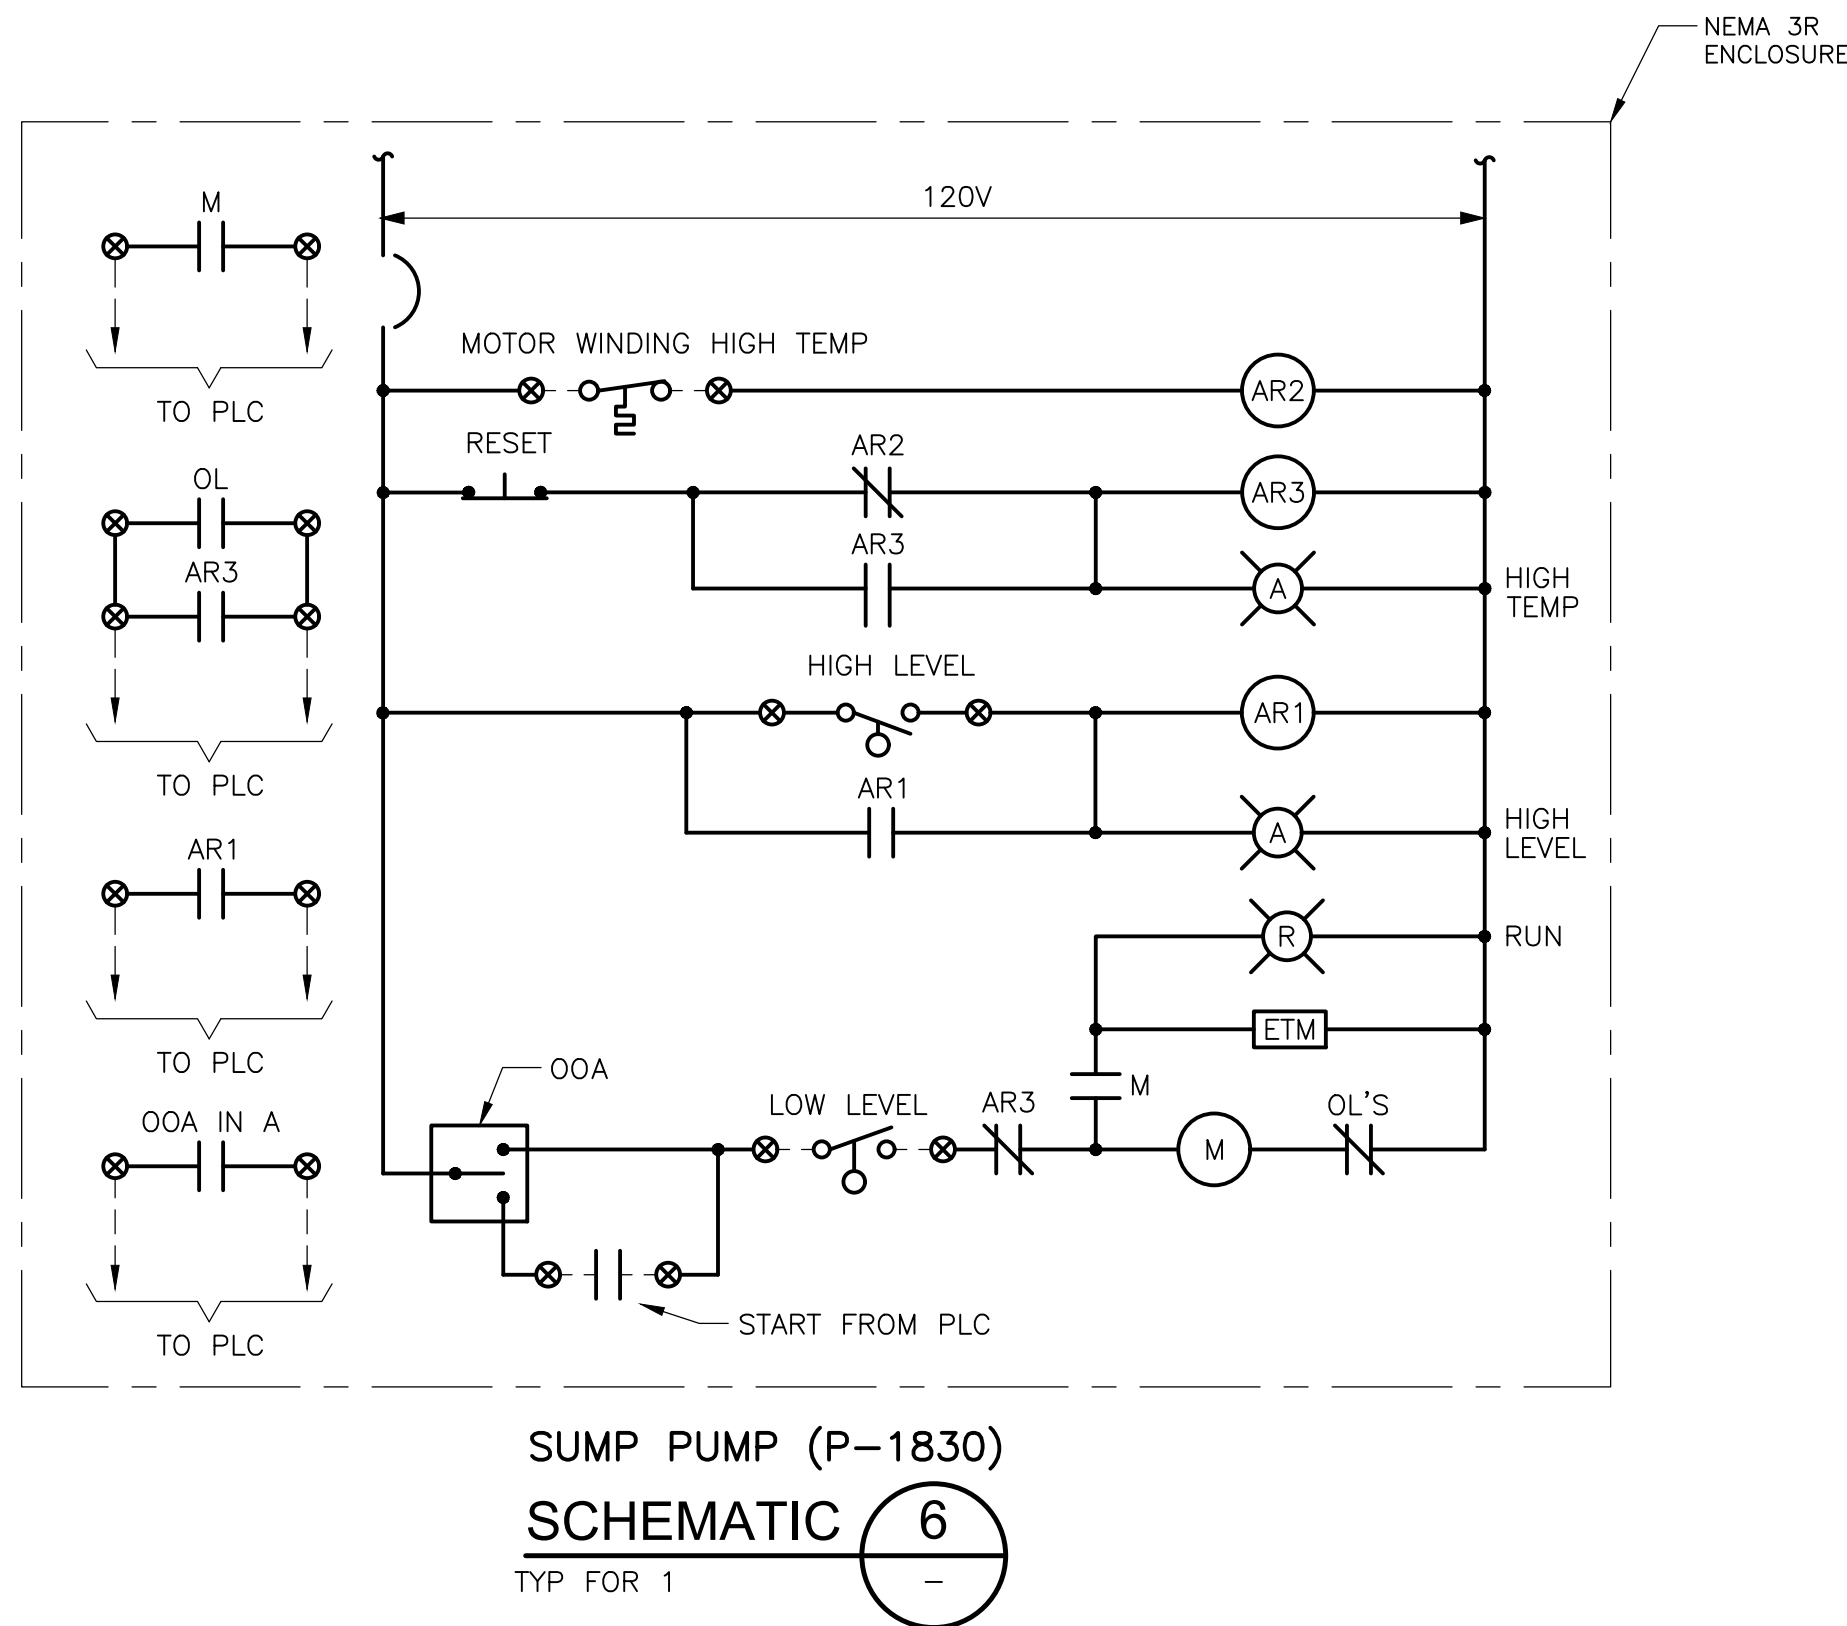 NEMA 3R
ENCLOSURE
120V
M
TO PLC
MOTOR WINDING HIGH TEMP
AR2
RESET
AR2
AR3
OL
AR3
AR3
A
HIGH
TEMP
TO PLC
HIGH LEVEL
AR1
AR1
A
HIGH
LEVEL
AR1
TO PLC
R
RUN
ETM
OOA
M
OOA IN A
LOW LEVEL
AR3
OL'S
M
TO PLC
START FROM PLC
SUMP PUMP (P-1830)
SCHEMATIC
6
TYP FOR 1
-